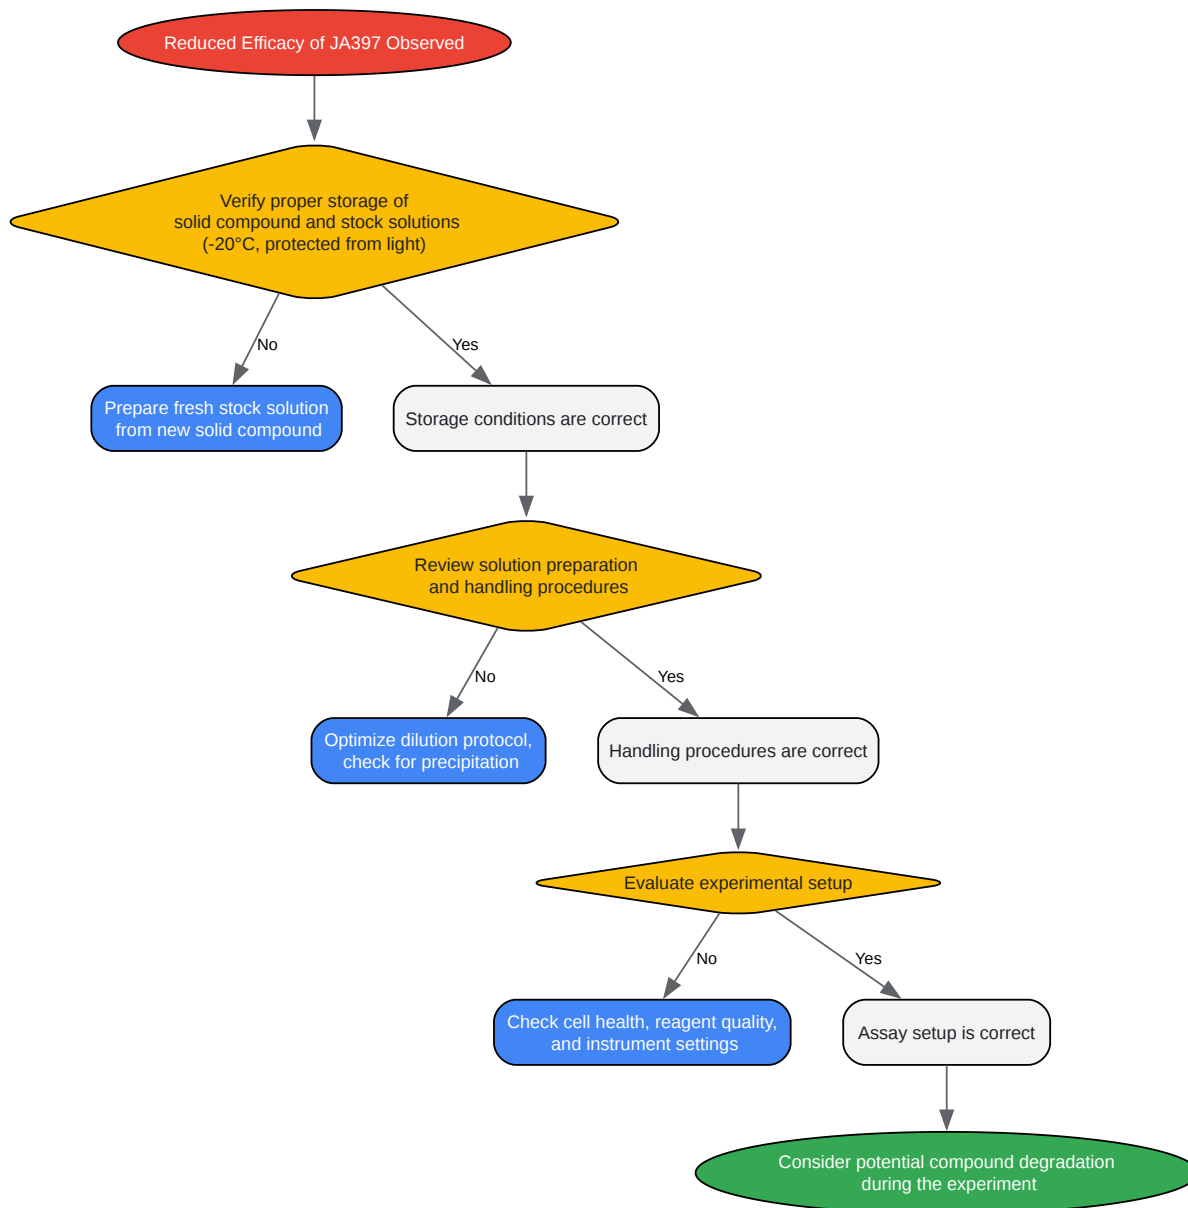 Reduced Efficacy of JA397 Observed
Verify proper storage of
solid compound and stock solutions
(-20°C, protected from light)
No
Yes
Prepare fresh stock solution
from new solid compound
Storage conditions are correct
Review solution preparation
and handling procedures
No
Yes
Optimize dilution protocol,
check for precipitation
Handling procedures are correct
Evaluate experimental setup
No
Yes
Check cell health, reagent quality,
and instrument settings
Assay setup is correct
Consider potential compound degradation
during the experiment